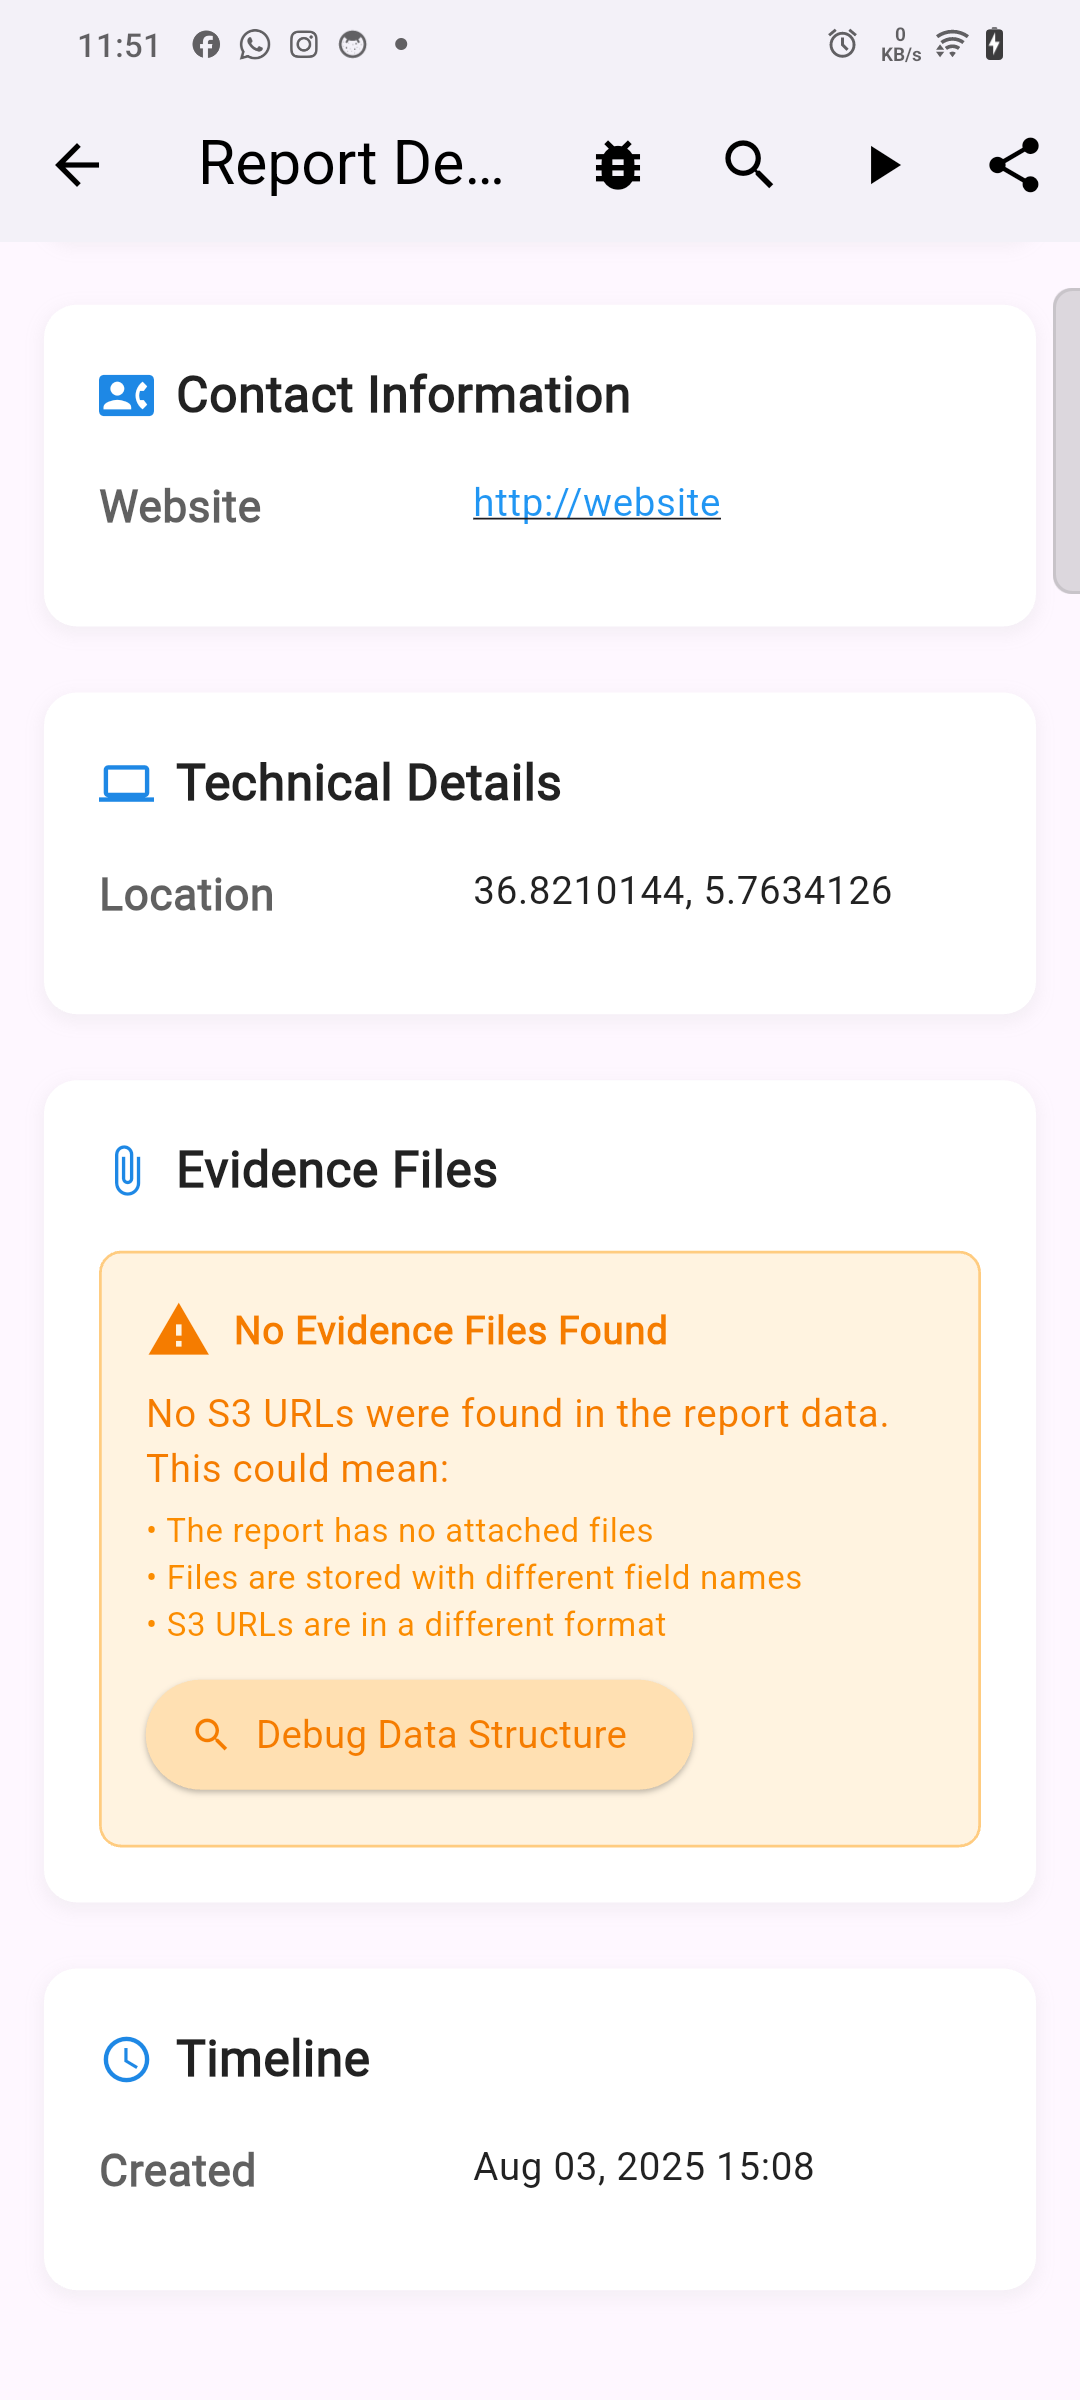 11:51
0
KB/s
Report De...
Contact Information
Website
http://website
Technical Details
Location
36.8210144, 5.7634126
Evidence Files
No Evidence Files Found
No S3 URLs were found in the report data.
This could mean:
• The report has no attached files
• Files are stored with different field names
• S3 URLs are in a different format
Debug Data Structure
Timeline
Created
Aug 03, 2025 15:08